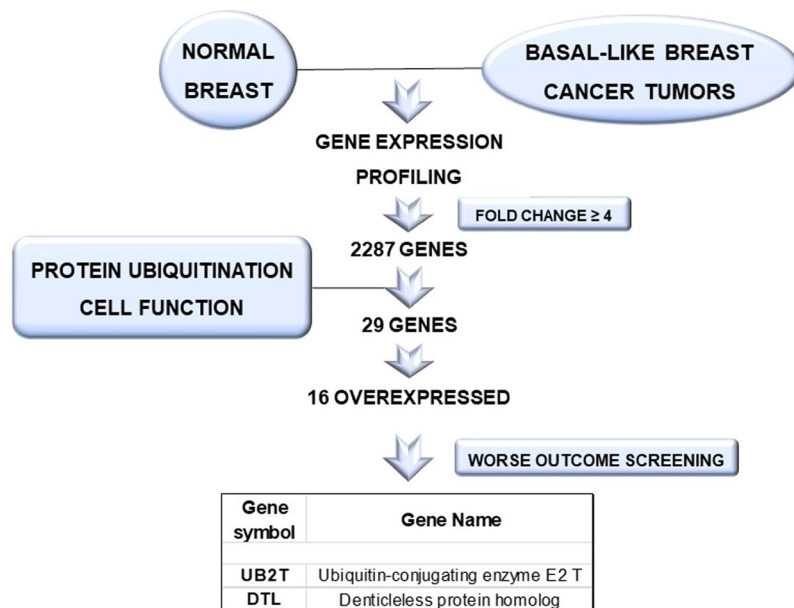 NORMAL
BREAST
BASAL-LIKE BREAST
CANCER TUMORS
GENE EXPRESSION
PROFILING
FOLD CHANGE ≥ 4
2287 GENES
PROTEIN UBIQUITINATION
CELL FUNCTION
29 GENES
16 OVEREXPRESSED
WORSE OUTCOME SCREENING
Gene
symbol
Gene Name
UB2T Ubiquitin-conjugating enzyme E2 T
DTL Denticleless protein homolog